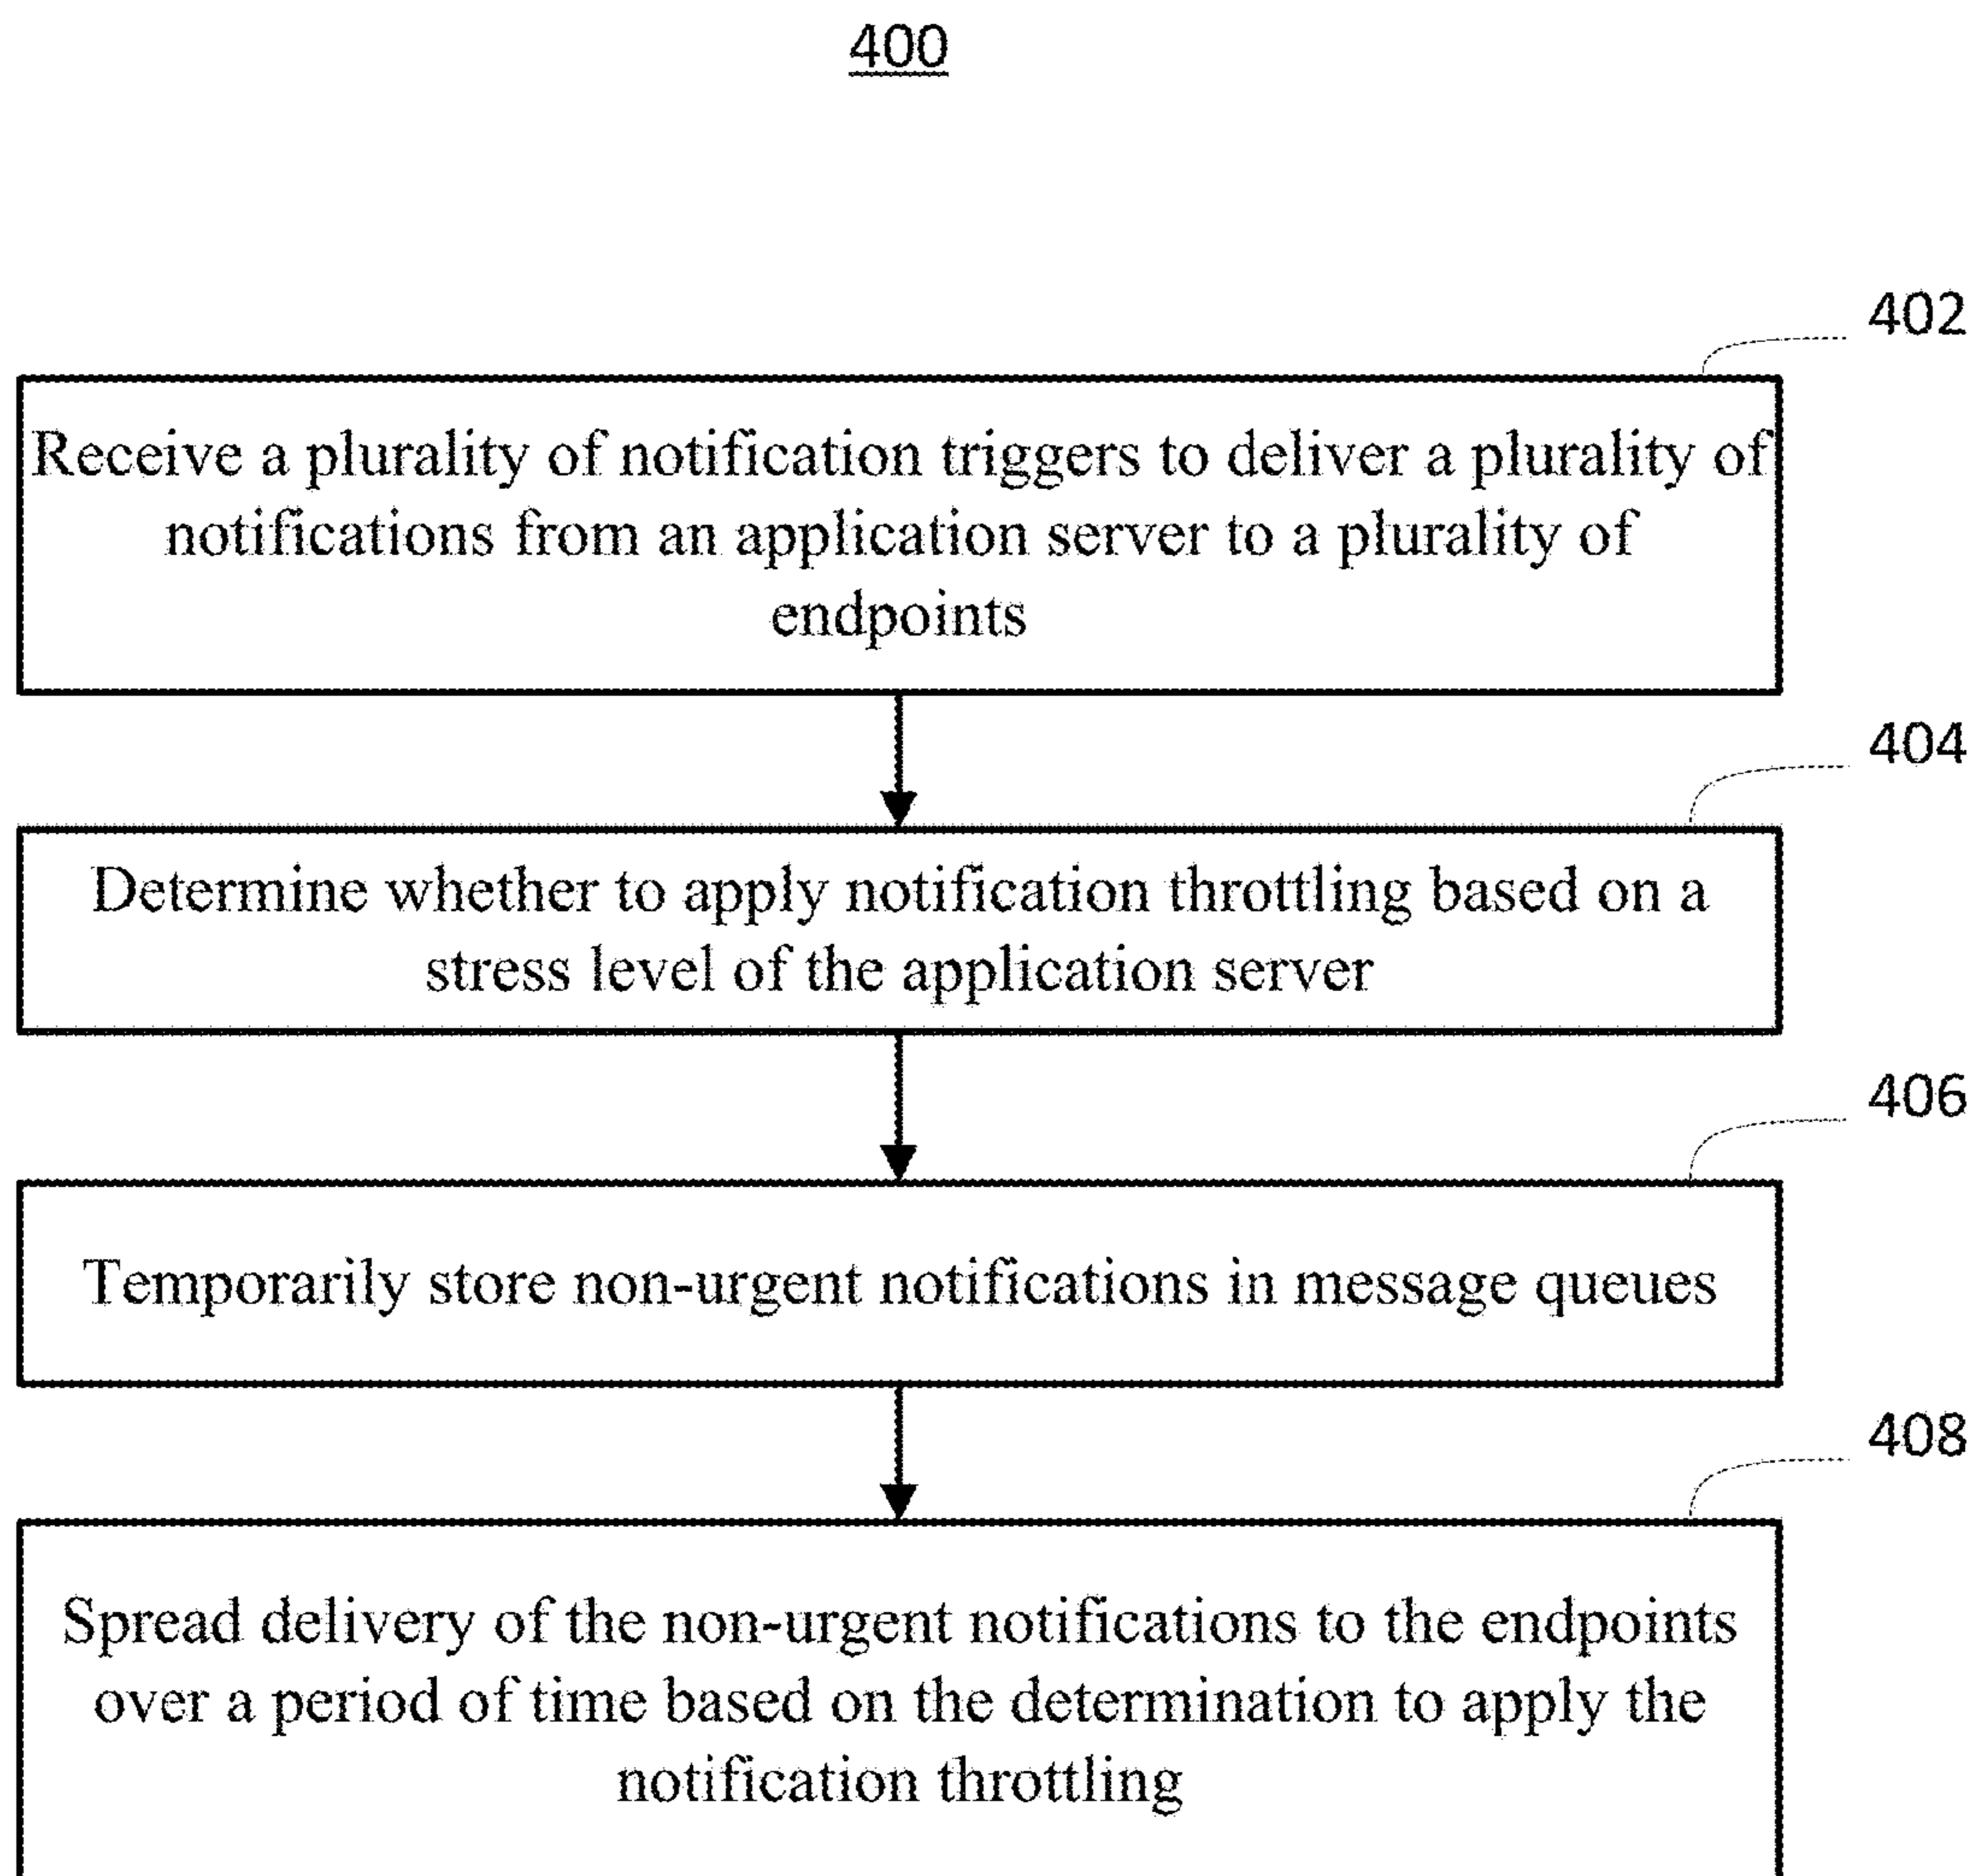 400
402
Receive a plurality of notification triggers to deliver a plurality of
notifications from an application server to a plurality of
endpoints
404
Determine whether to apply notification throttling based on a
stress level of the application server
406
Temporarily store non-urgent notifications in message queues
408
Spread delivery of the non-urgent notifications to the endpoints
over a period of time based on the determination to apply the
notification throttling